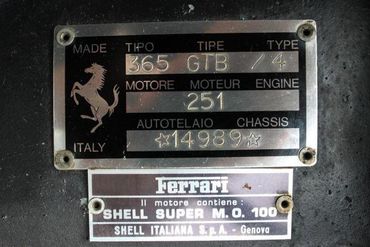 MADE TIPO TIPE TYPE
365 GTB /4
MOTORE MOTEUR ENGINE
251
AUTOTELAIO CHASSIS
☆14989☆
ITALY
Ferrari
Il motore contiene:
SHELL SUPER M.O. 100
SHELL ITALIANA S.p.A. - Genova